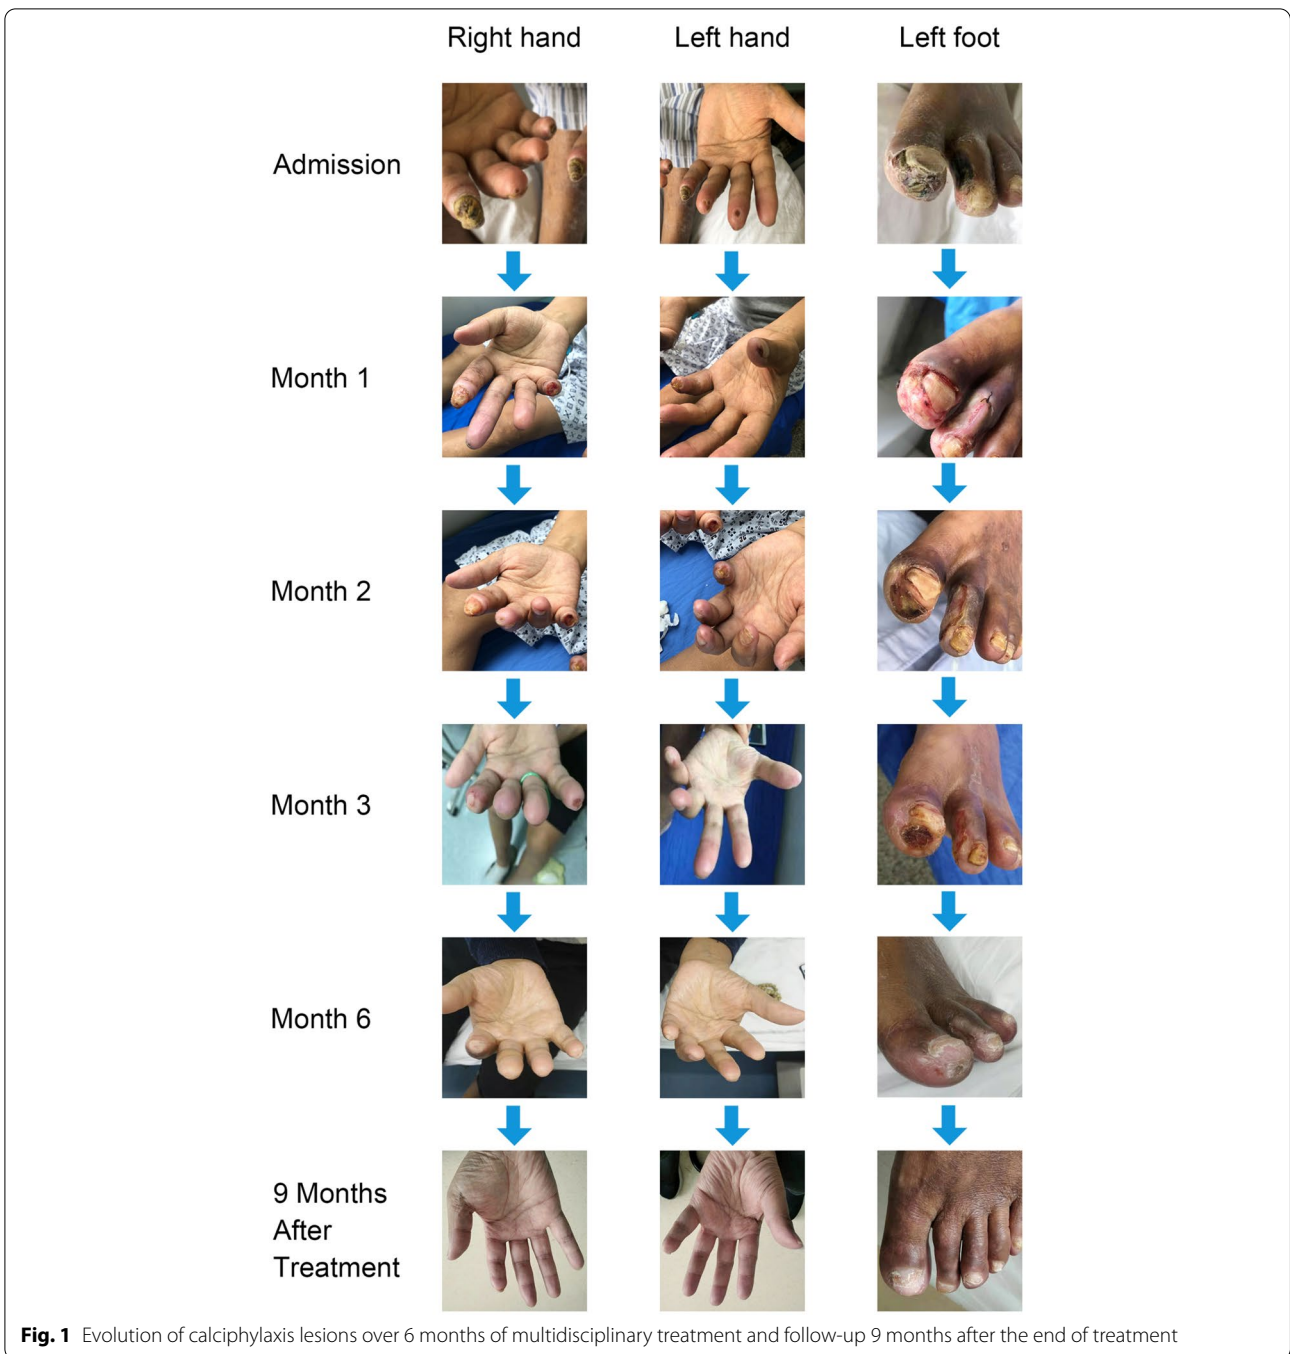 Right hand
Left hand
Left foot
Admission
Month 1
Month 2
Month 3
Month 6
9 Months
After
Treatment
Fig. 1 Evolution of calciphylaxis lesions over 6 months of multidisciplinary treatment and follow-up 9 months after the end of treatment